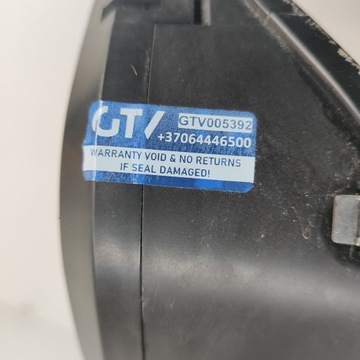 GTV GTV005392
+37064446500
WARRANTY VOID & NO RETURNS
IF SEAL DAMAGED!